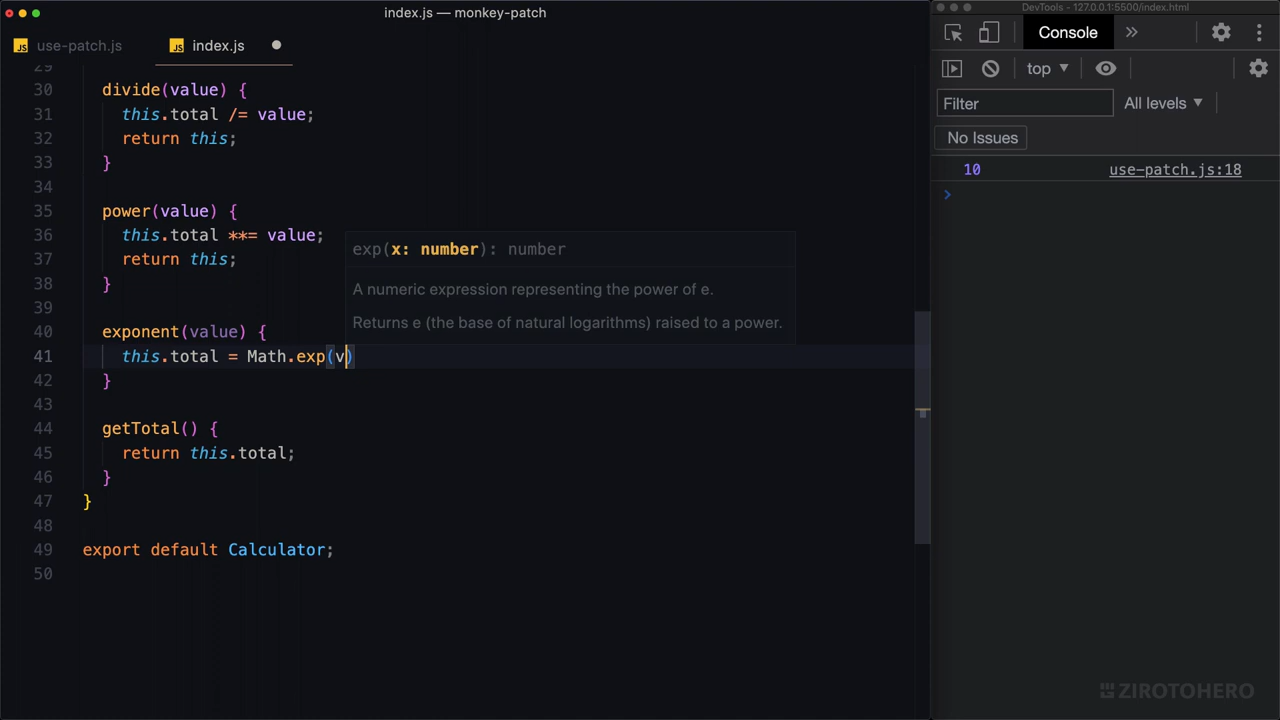 index.js — monkey-patch
DevTools - 127.0.0.1:5500/index.html
JS use-patch.js
JS index.js
Console
top
Filter
All levels
No Issues
10 use-patch.js:18
29
30 divide(value) {
31 this.total /= value;
32 return this;
33 }
34
35 power(value) {
36 this.total **= value;
37 return this;
38 }
39
exp(x: number): number
A numeric expression representing the power of e.
Returns e (the base of natural logarithms) raised to a power.
40 exponent(value) {
41 this.total = Math.exp(v)
42 }
43
44 getTotal() {
45 return this.total;
46 }
47 }
48
49 export default Calculator;
50
ZIROTOHERO